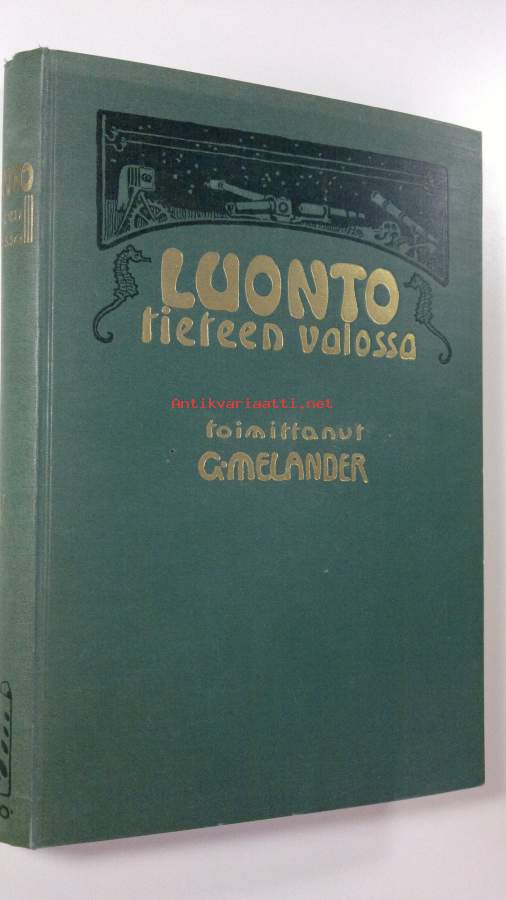 LUONTO
tieteen valossa
Antikvariaatti.net
toimittanut
G. MELANDER